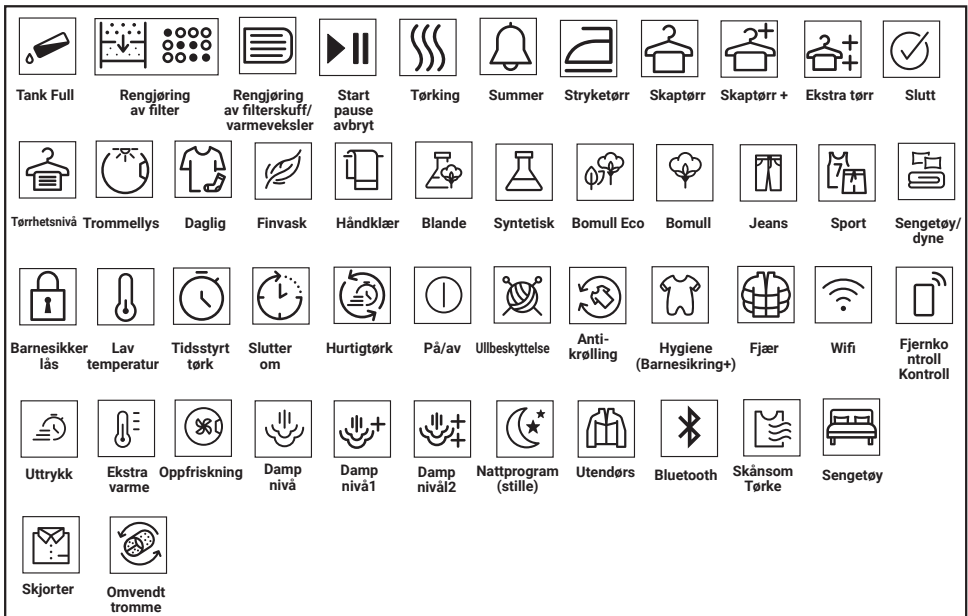 Tank Full
Rengjøring
av filter
Rengjøring
av filterskuff/
varmeveksler
Start
pause
avbryt
Tørking
Summer
Stryketørr
Skaptørr
Skaptørr +
Ekstra tørr
Slutt
Tørrhetsnivå
Trommellys
Daglig
Finvask
Håndklær
Blande
Syntetisk
Bomull Eco
Bomull
Jeans
Sport
Sengetøy/
dyne
Barnesikker
lås
Lav
temperatur
Tidsstyrt
tørk
Slutter
om
Hurtigtørk
På/av
Ullbeskyttelse
Anti-
krølling
Hygiene
(Barnesikring+)
Fjær
Wifi
Fjernko
ntroll
Kontroll
Uttrykk
Ekstra
varme
Oppfriskning
Damp
nivå
Damp
nivå1
Damp
nivål2
Nattprogram
(stille)
Utendørs
Bluetooth
Skånsom
Tørke
Sengetøy
Skjorter
Omvendt
tromme